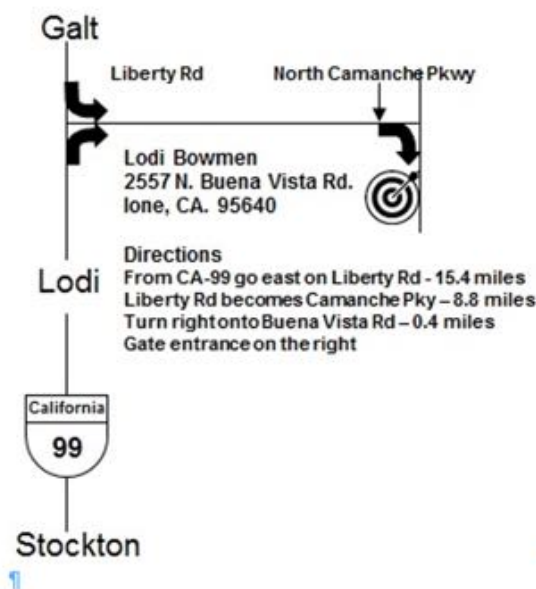 Galt
Liberty Rd
North Camanche Pkwy
Lodi Bowmen
2557 N. Buena Vista Rd.
Ione, CA. 95640
Directions
From CA-99 go east on Liberty Rd - 15.4 miles
Liberty Rd becomes Camanche Pky – 8.8 miles
Turn right onto Buena Vista Rd – 0.4 miles
Gate entrance on the right
Lodi
California
99
Stockton
¶